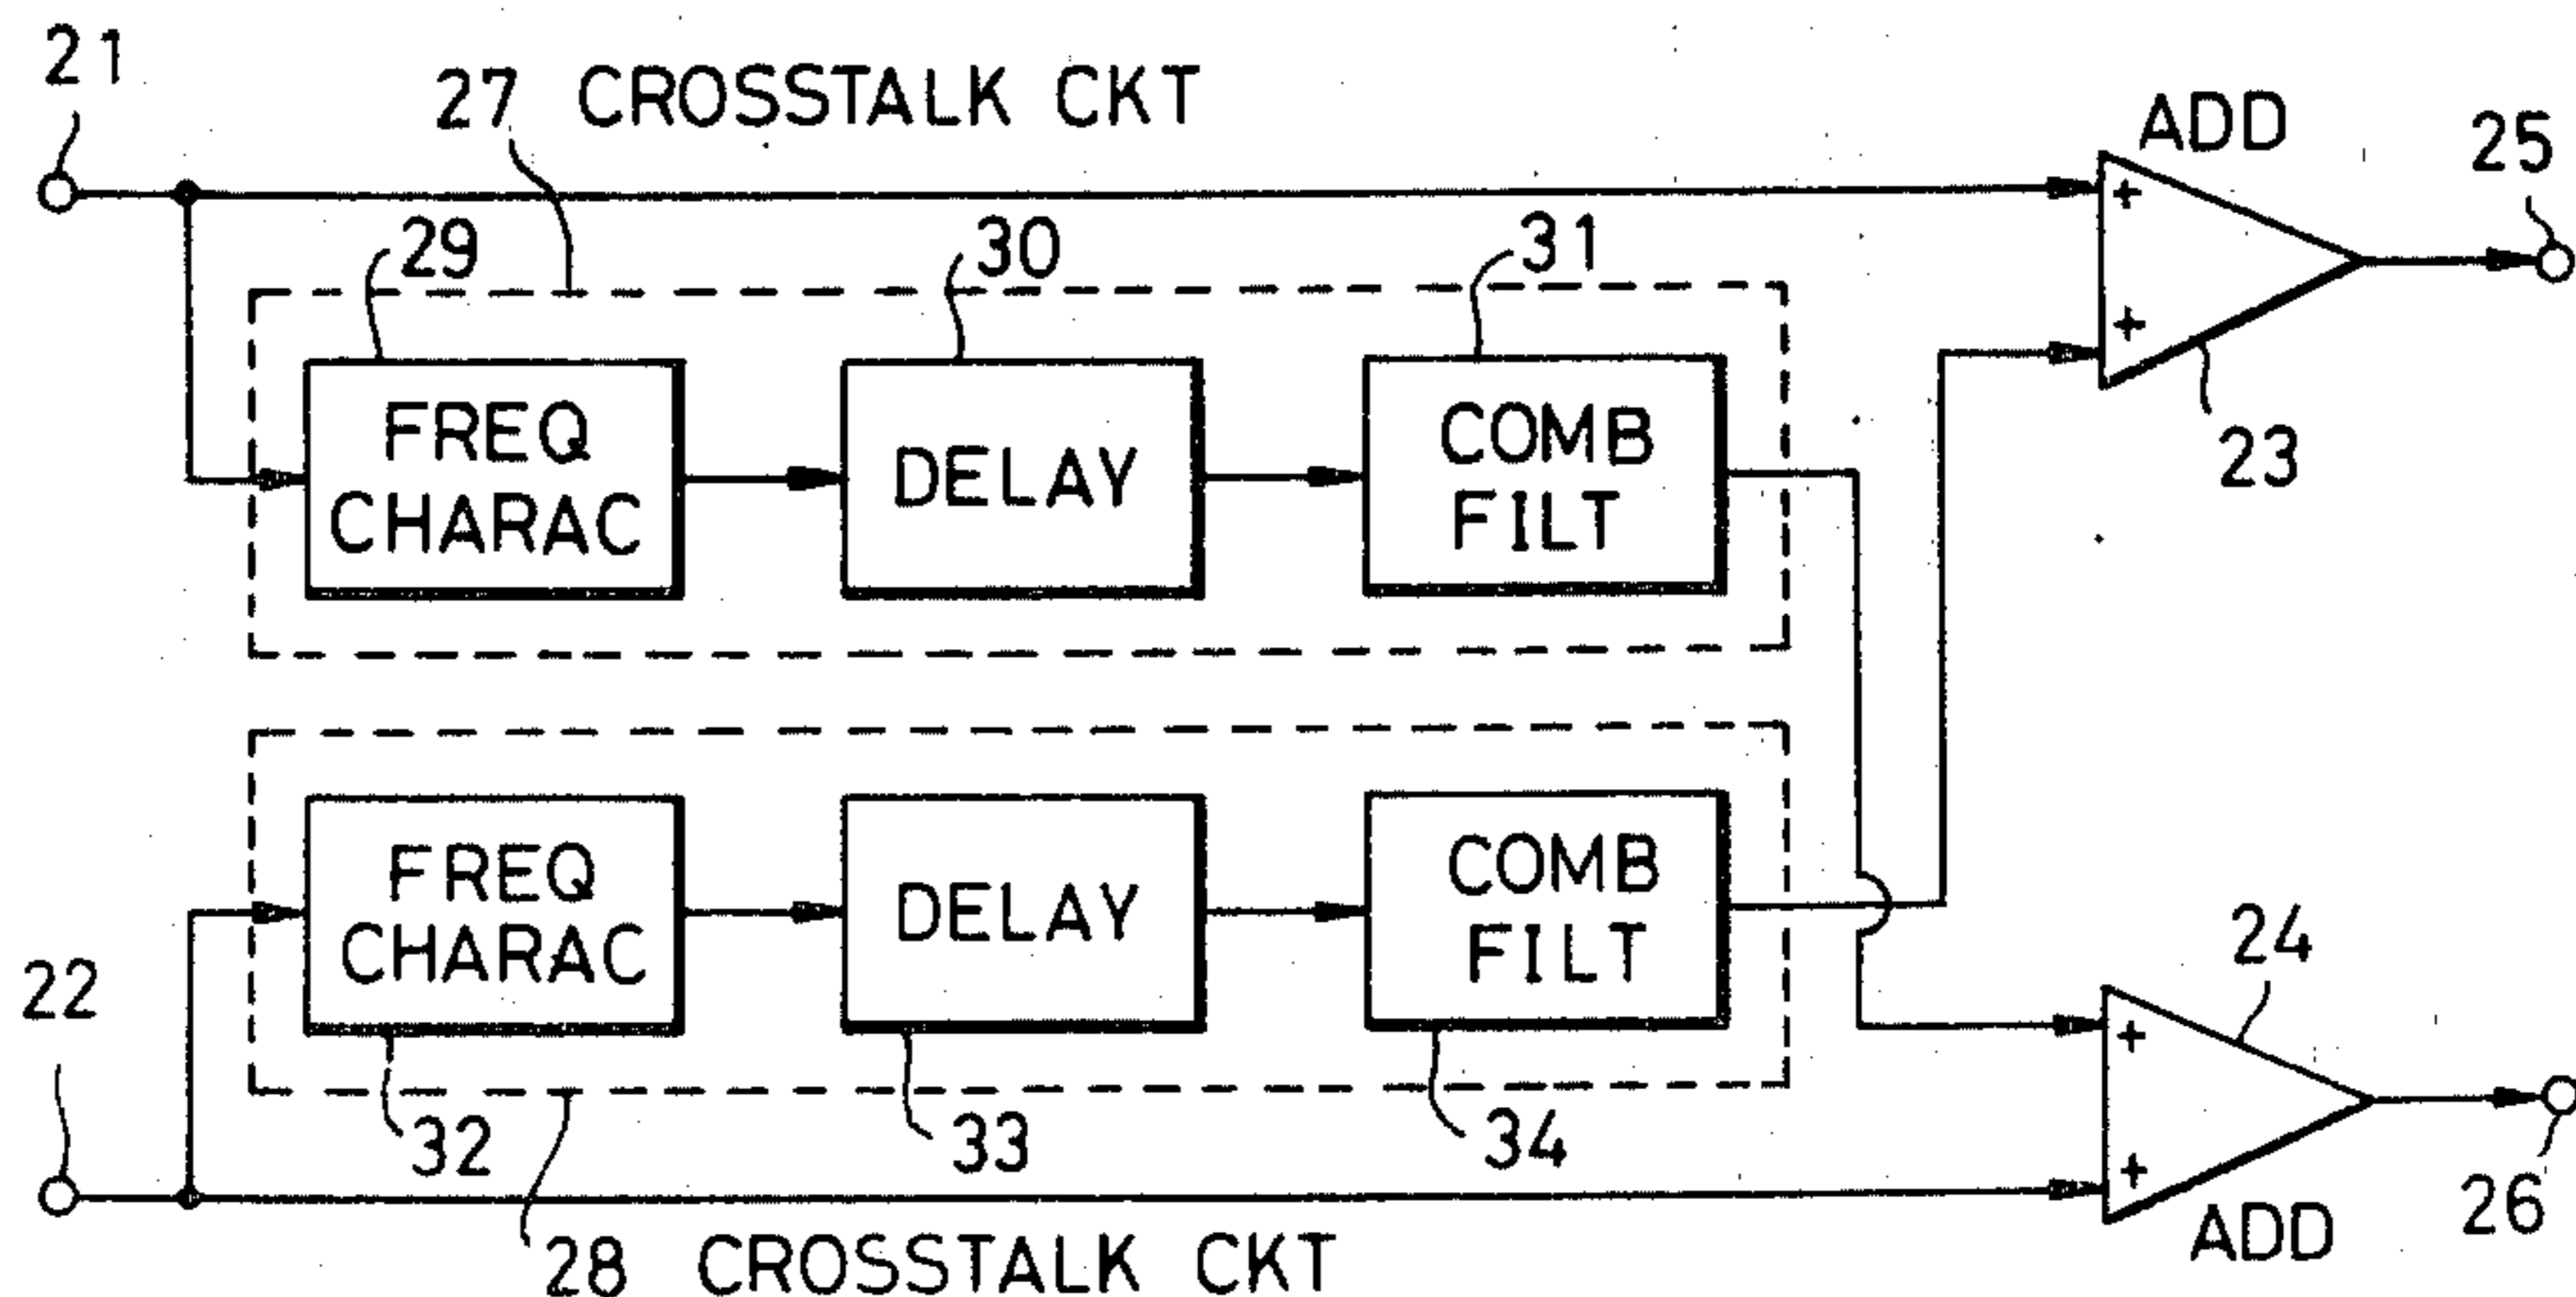 21
27 CROSSTALK CKT
ADD
25
29
30
31
+
+
FREQ
CHARAC
DELAY
COMB
FILT
23
FREQ
CHARAC
DELAY
COMB
FILT
22
24
+
+
32
33
34
26
ADD
28 CROSSTALK CKT